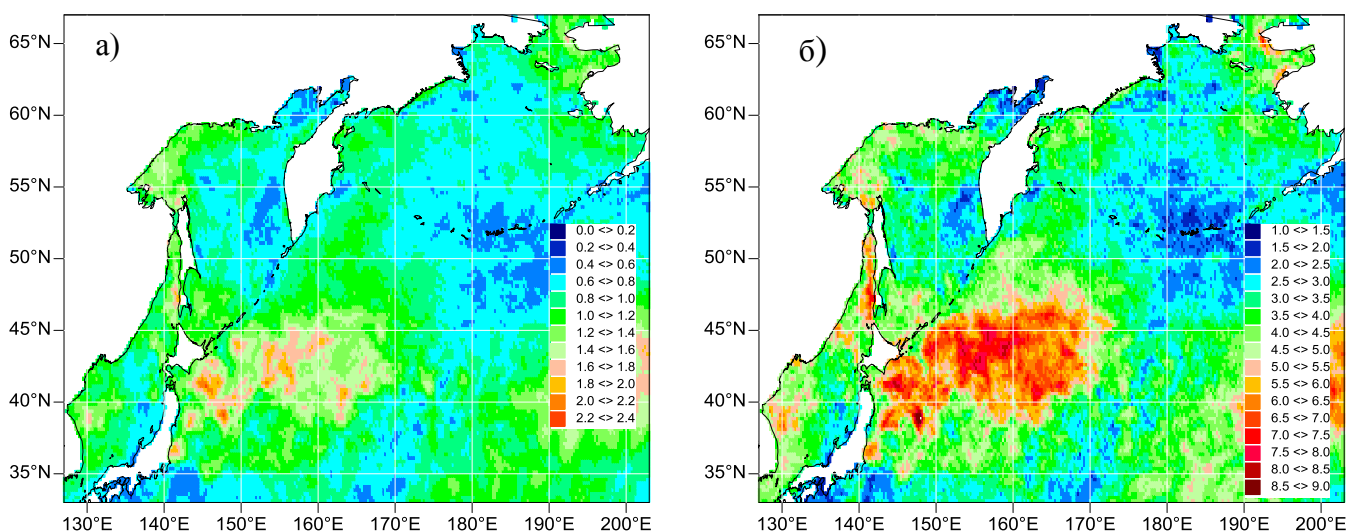 а)
65°N
60°N
55°N
50°N
45°N
40°N
35°N
130°E 140°E 150°E 160°E 170°E 180°E 190°E 200°E
0.0 <> 0.2
0.2 <> 0.4
0.4 <> 0.6
0.6 <> 0.8
0.8 <> 1.0
1.0 <> 1.2
1.2 <> 1.4
1.4 <> 1.6
1.6 <> 1.8
1.8 <> 2.0
2.0 <> 2.2
2.2 <> 2.4
б)
65°N
60°N
55°N
50°N
45°N
40°N
35°N
130°E 140°E 150°E 160°E 170°E 180°E 190°E 200°E
1.0 <> 1.5
1.5 <> 2.0
2.0 <> 2.5
2.5 <> 3.0
3.0 <> 3.5
3.5 <> 4.0
4.0 <> 4.5
4.5 <> 5.0
5.0 <> 5.5
5.5 <> 6.0
6.0 <> 6.5
6.5 <> 7.0
7.0 <> 7.5
7.5 <> 8.0
8.0 <> 8.5
8.5 <> 9.0